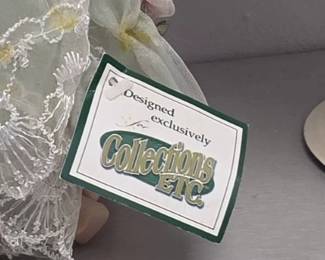 Designed
for exclusively
Collections
ETC.